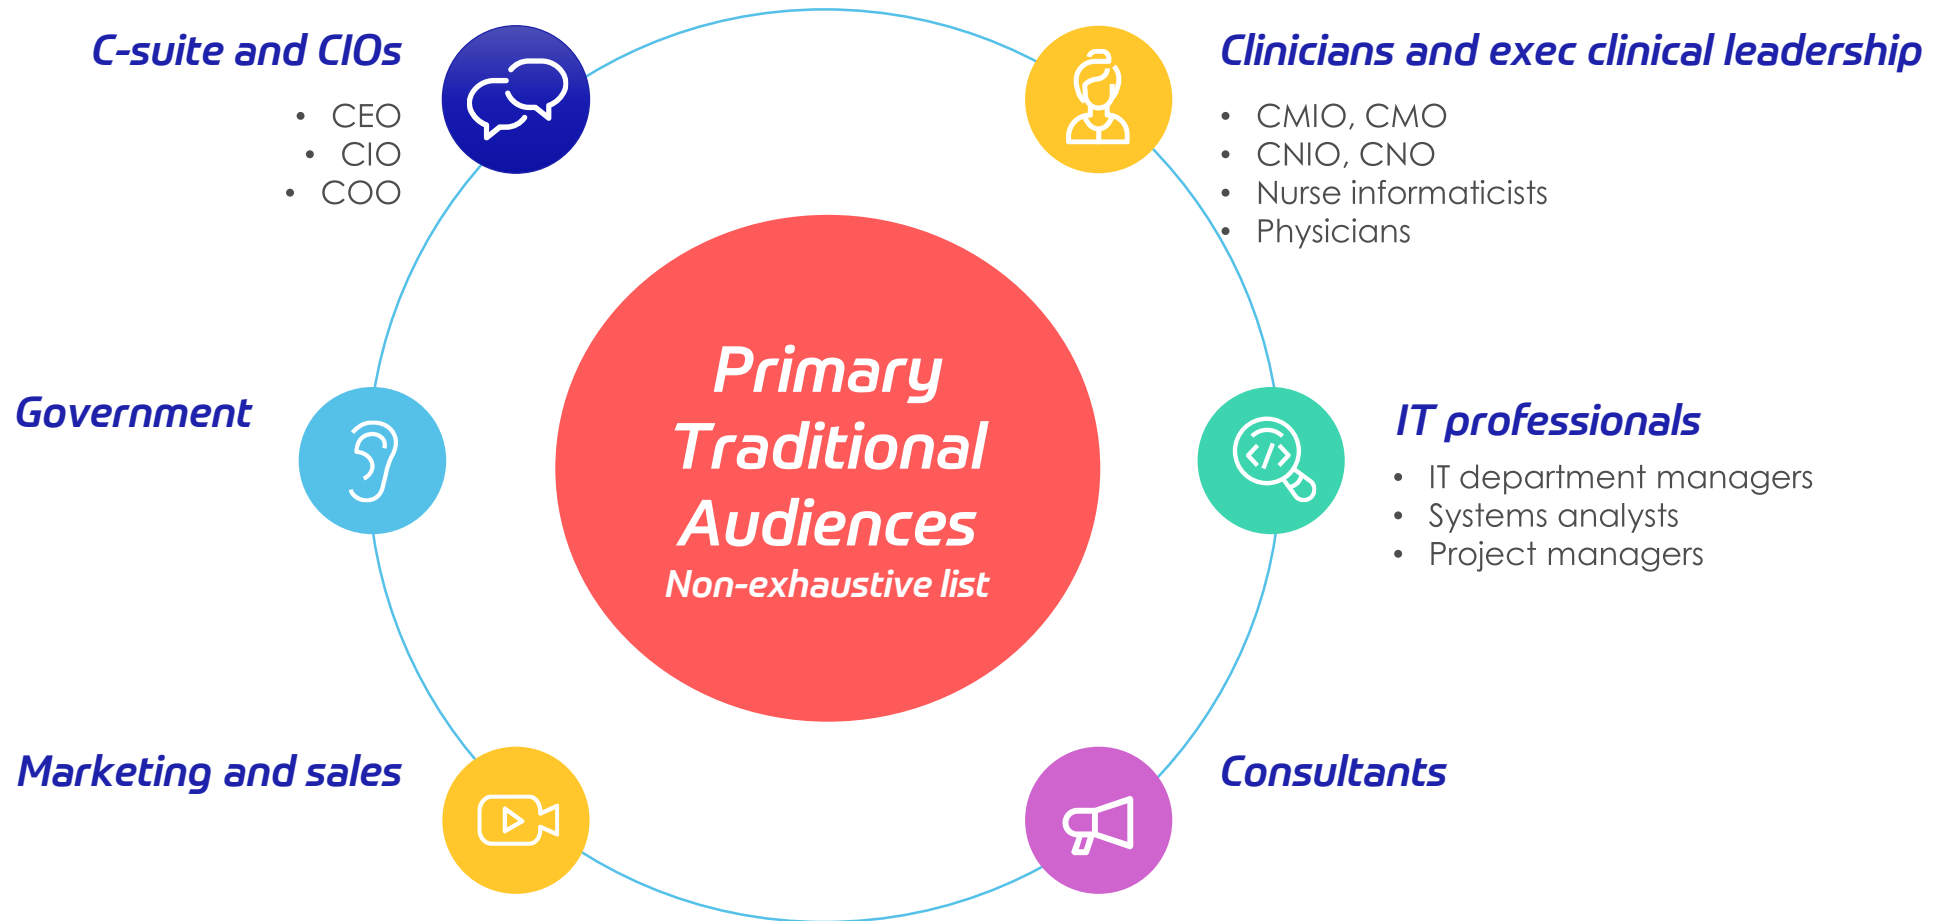 C-suite and CIOs
• CEO
• CIO
• COO
Clinicians and exec clinical leadership
• CMIO, CMO
• CNIO, CNO
• Nurse informaticists
• Physicians
Primary
Traditional
Audiences
Non-exhaustive list
Government
IT professionals
• IT department managers
• Systems analysts
• Project managers
Marketing and sales
Consultants